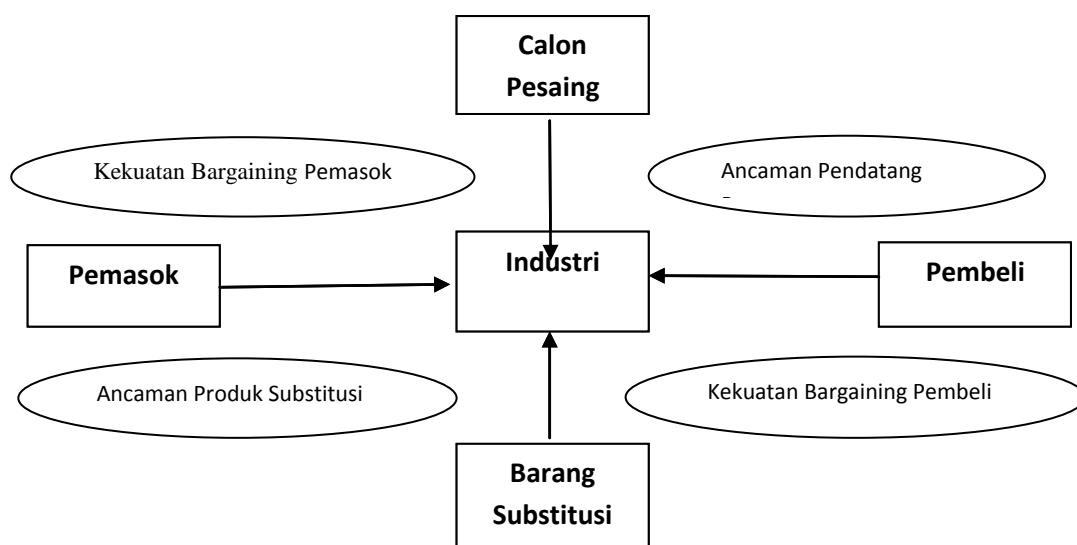 Calon
Pesaing
Kekuatan Bargaining Pemasok
Ancaman Pendatang
Pemasok
Industri
Pembeli
Ancaman Produk Substitusi
Kekuatan Bargaining Pembeli
Barang
Substitusi